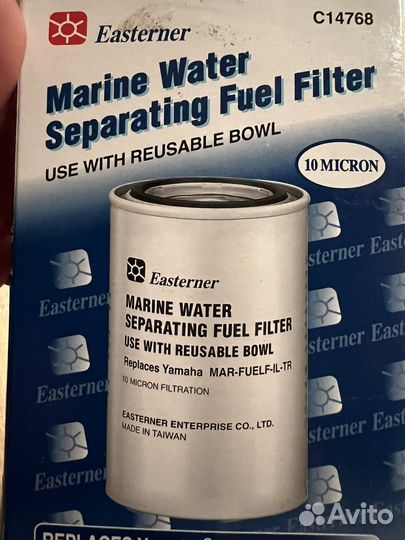 Easterner
C14768
Marine Water
Separating Fuel Filter
USE WITH REUSABLE BOWL
10 MICRON
Easterner
MARINE WATER
SEPARATING FUEL FILTER
USE WITH REUSABLE BOWL
Replaces Yamaha MAR-FUELF-IL-TR
10 MICRON FILTRATION
EASTERNER ENTERPRISE CO., LTD.
MADE IN TAIWAN
Easterner
Easterner
Easterner
Easterner
Easterner
Easterner
REPLACES
Avito